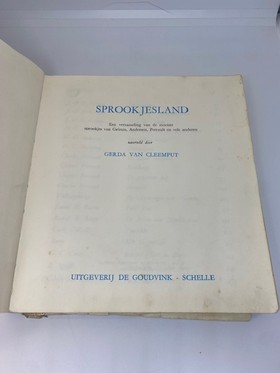 SPROOKJESLAND
Een verzameling van de mooiste
sprookjes van Grimm, Andersen, Perrault en vele anderen
naverteld door
GERDA VAN CLEEMPUT
UITGEVERIJ DE GOUDVINK - SCHELLE